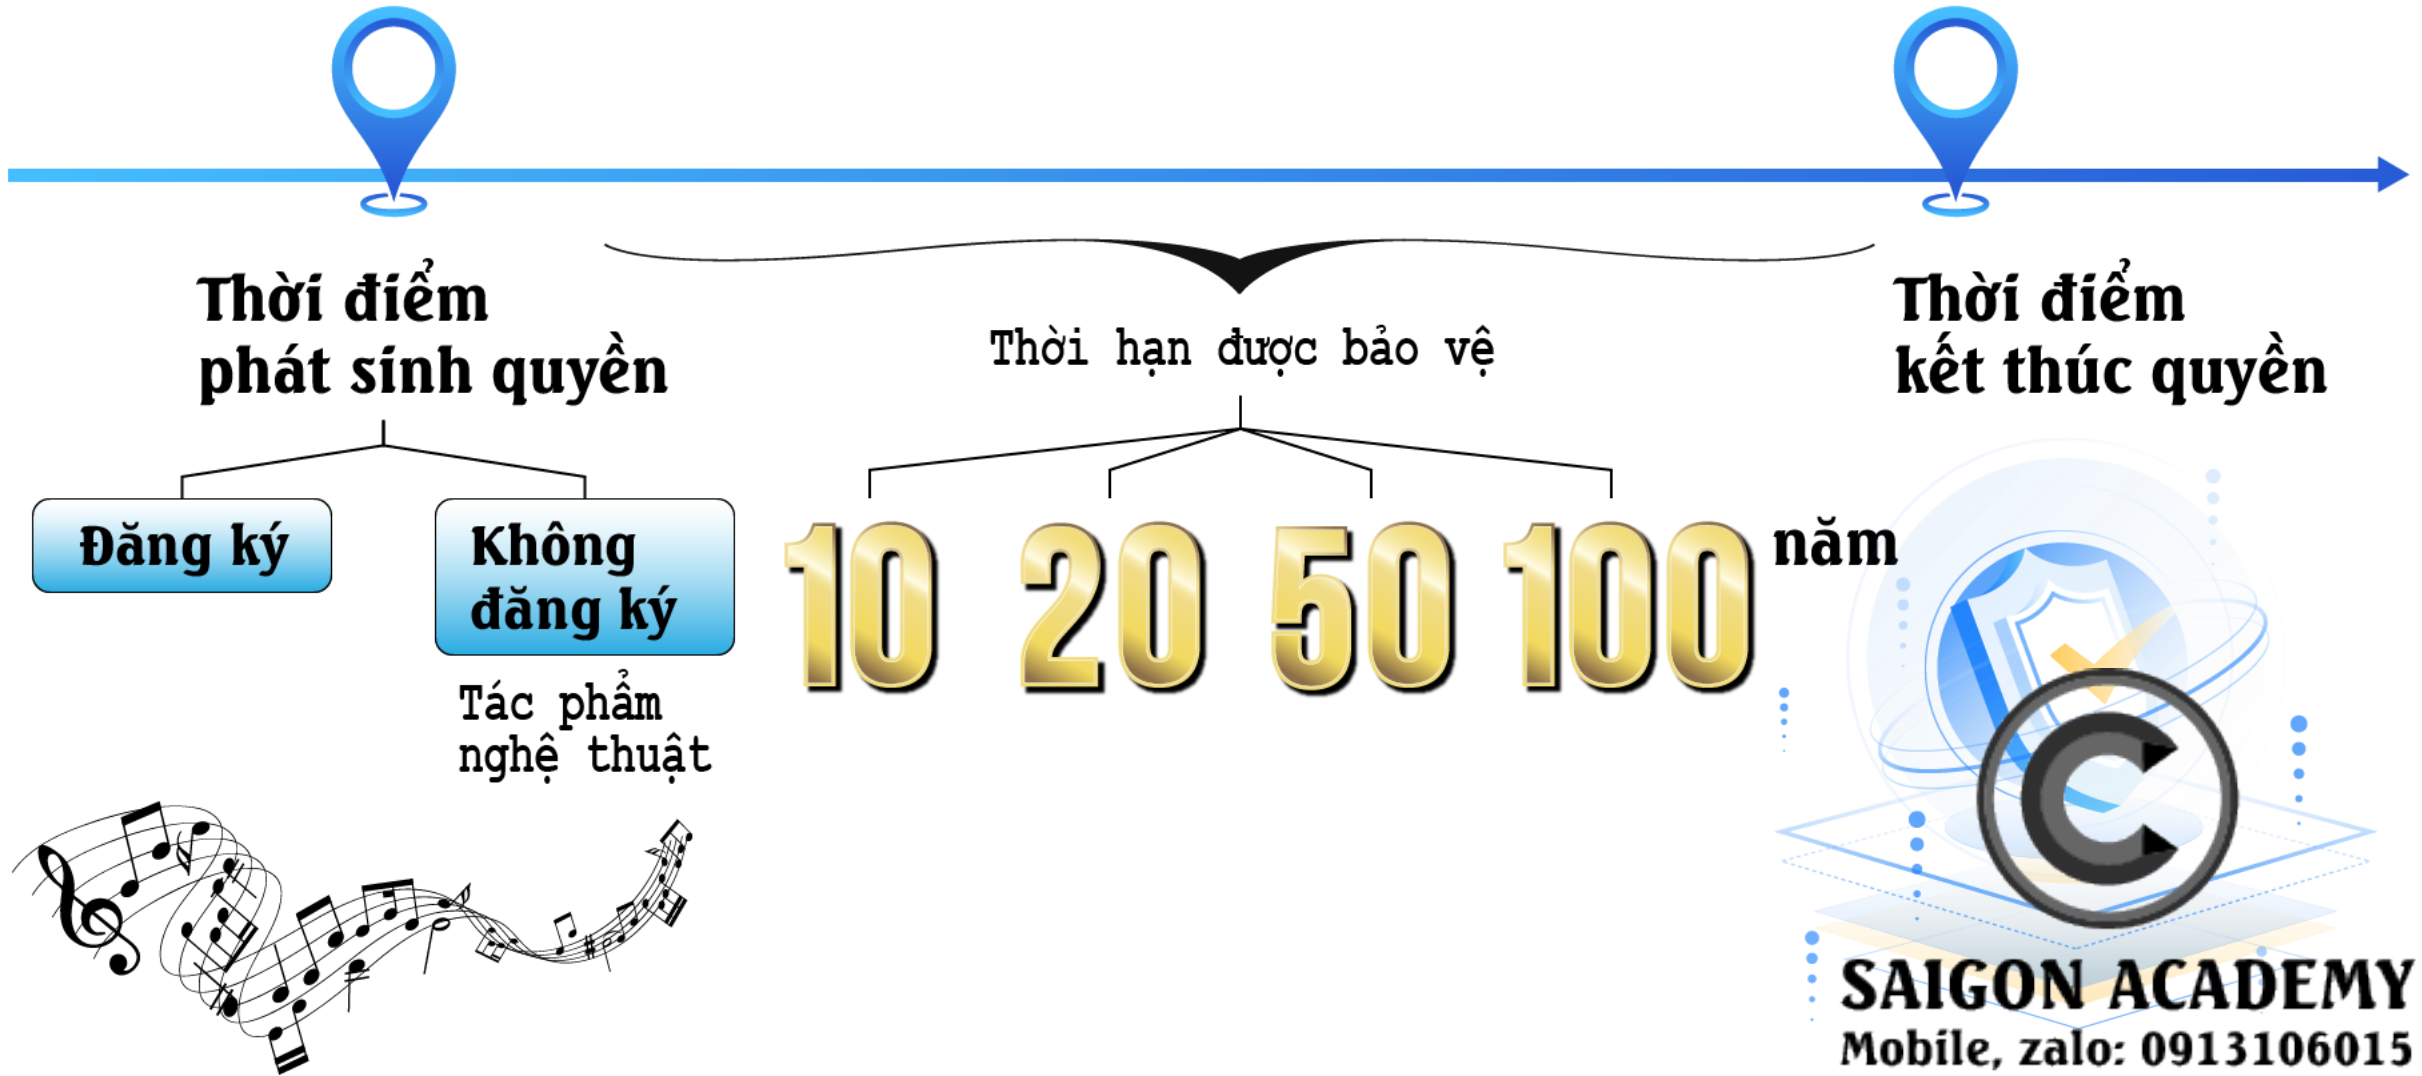 Thời điểm
phát sinh quyền
Đăng ký
Không
đăng ký
Tác phẩm
nghệ thuật
Thời hạn được bảo vệ
10 20 50 100 năm
Thời điểm
kết thúc quyền
C
SAIGON ACADEMY
Mobile, zalo: 0913106015